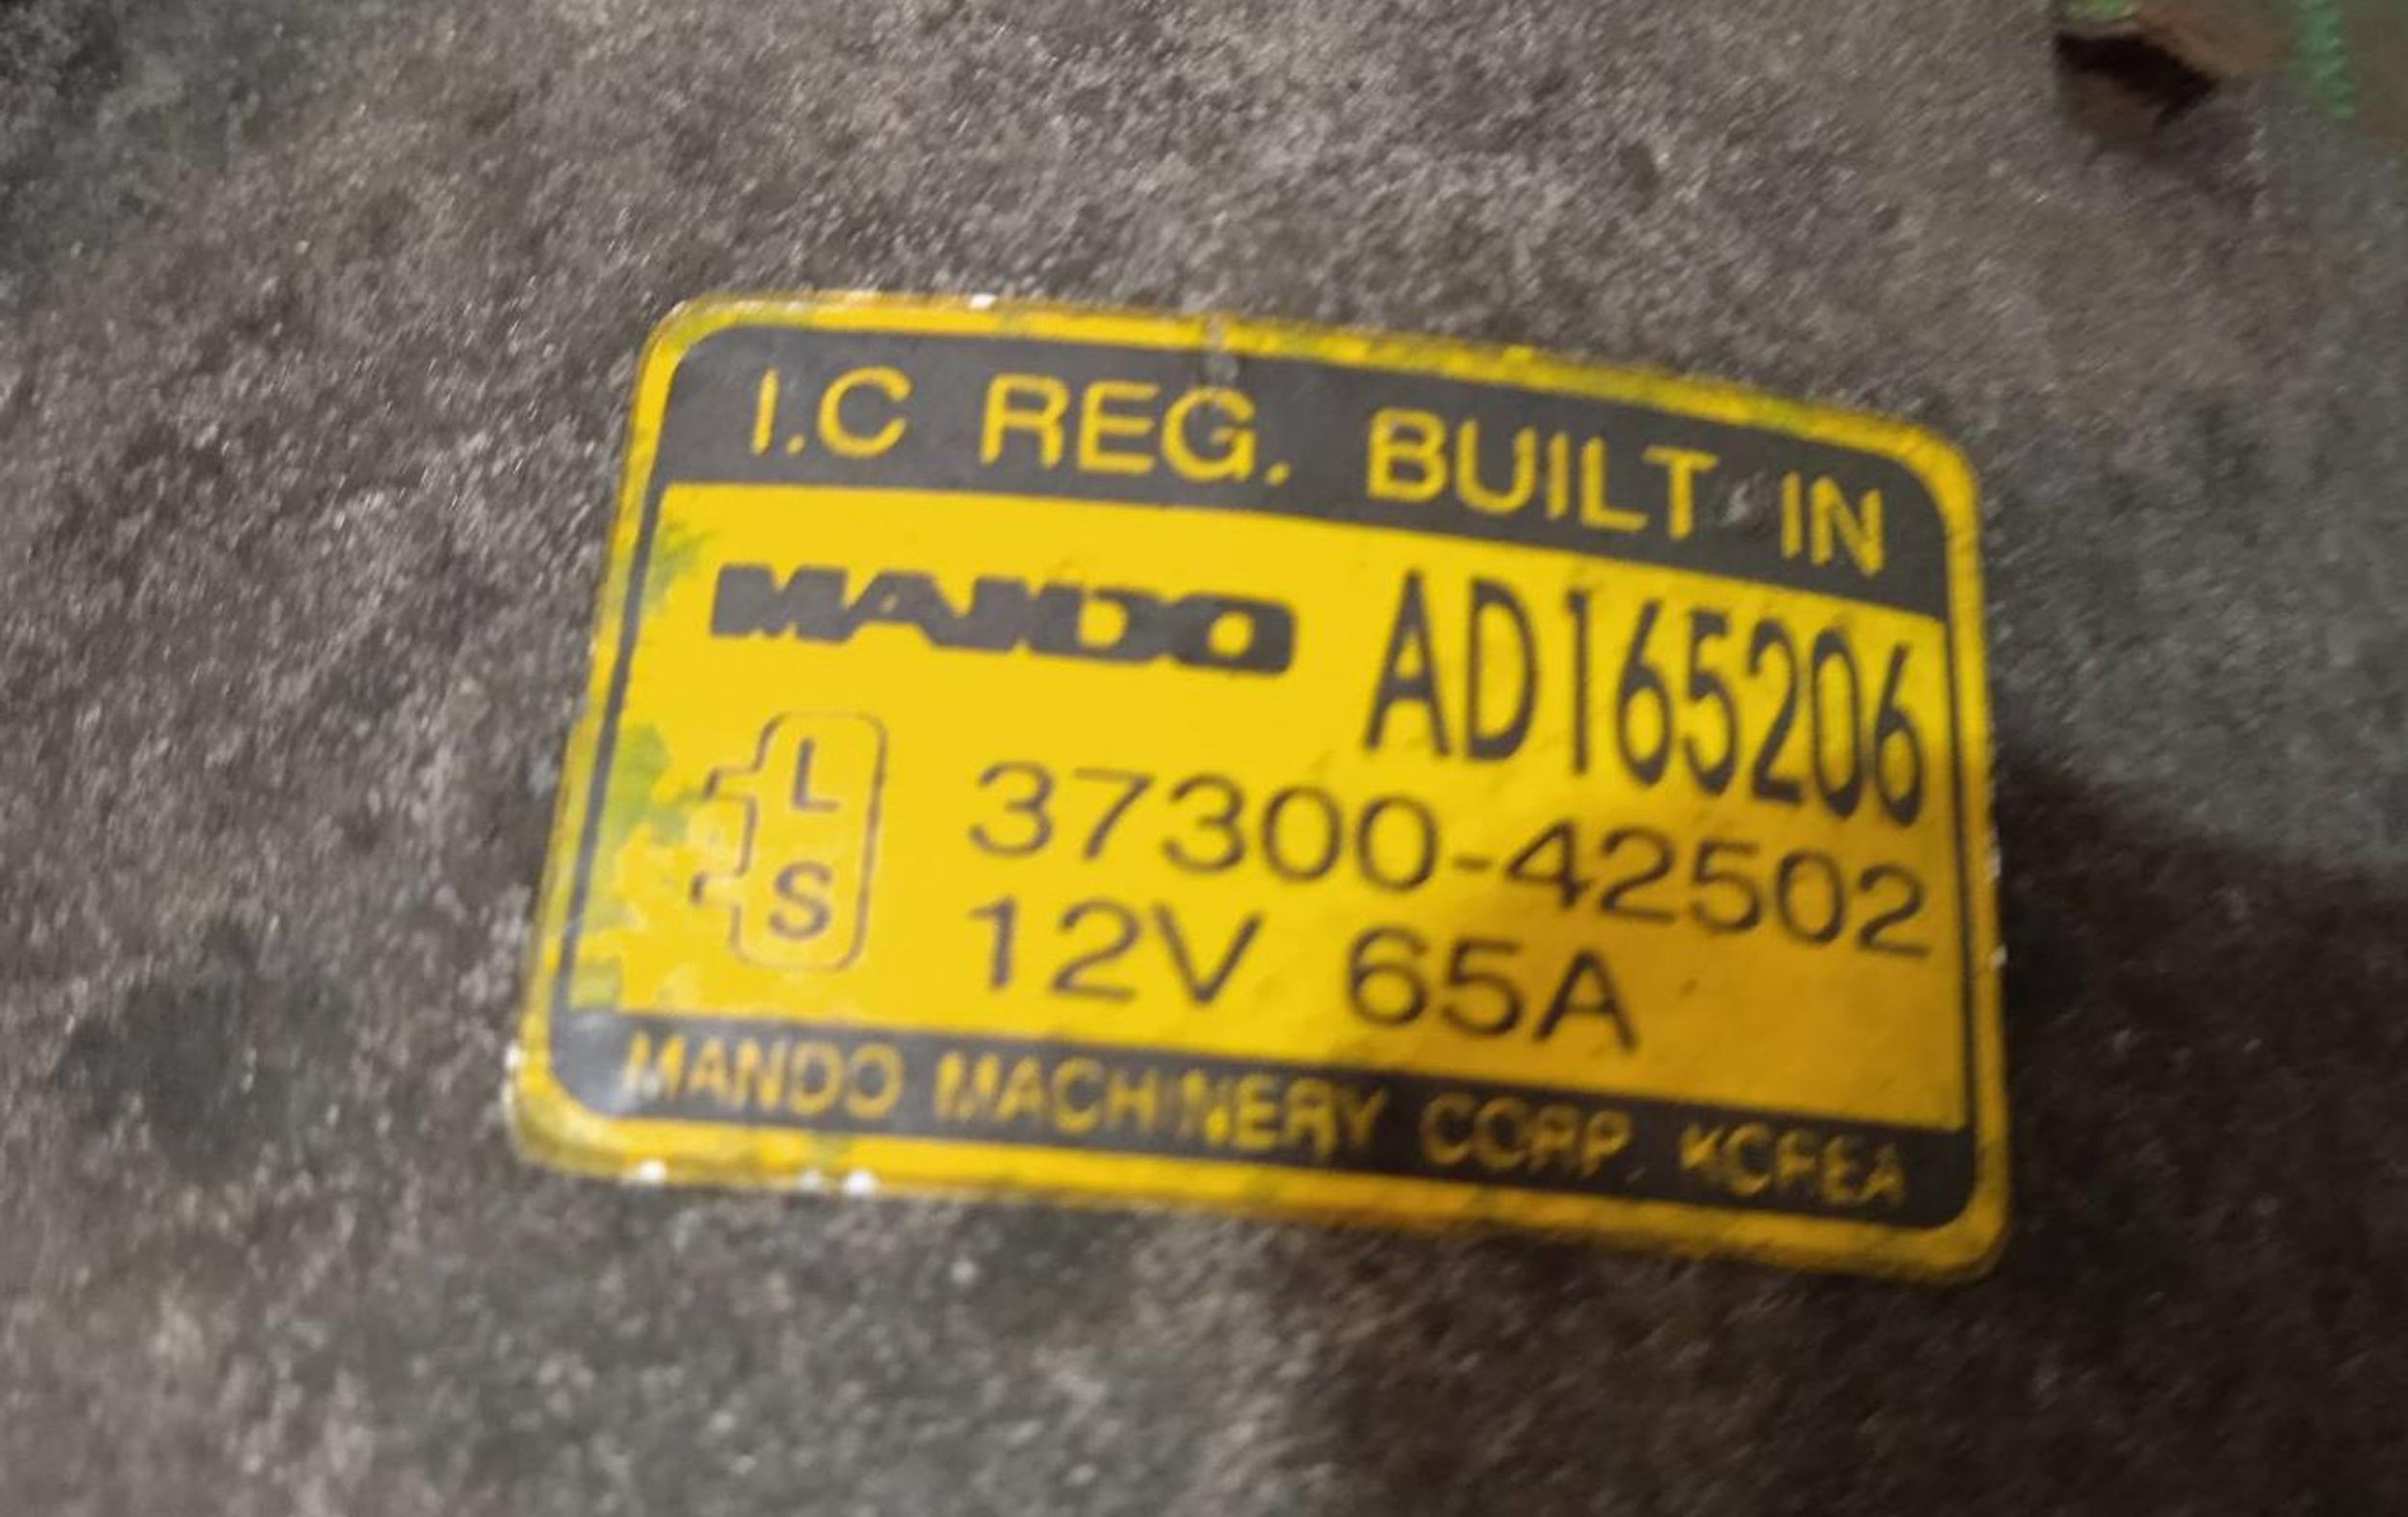 I.C REG. BUILT IN
MANDO AD165206
L
37300-42502
S
12V 65A
MANDO MACHINERY CORP. KOREA